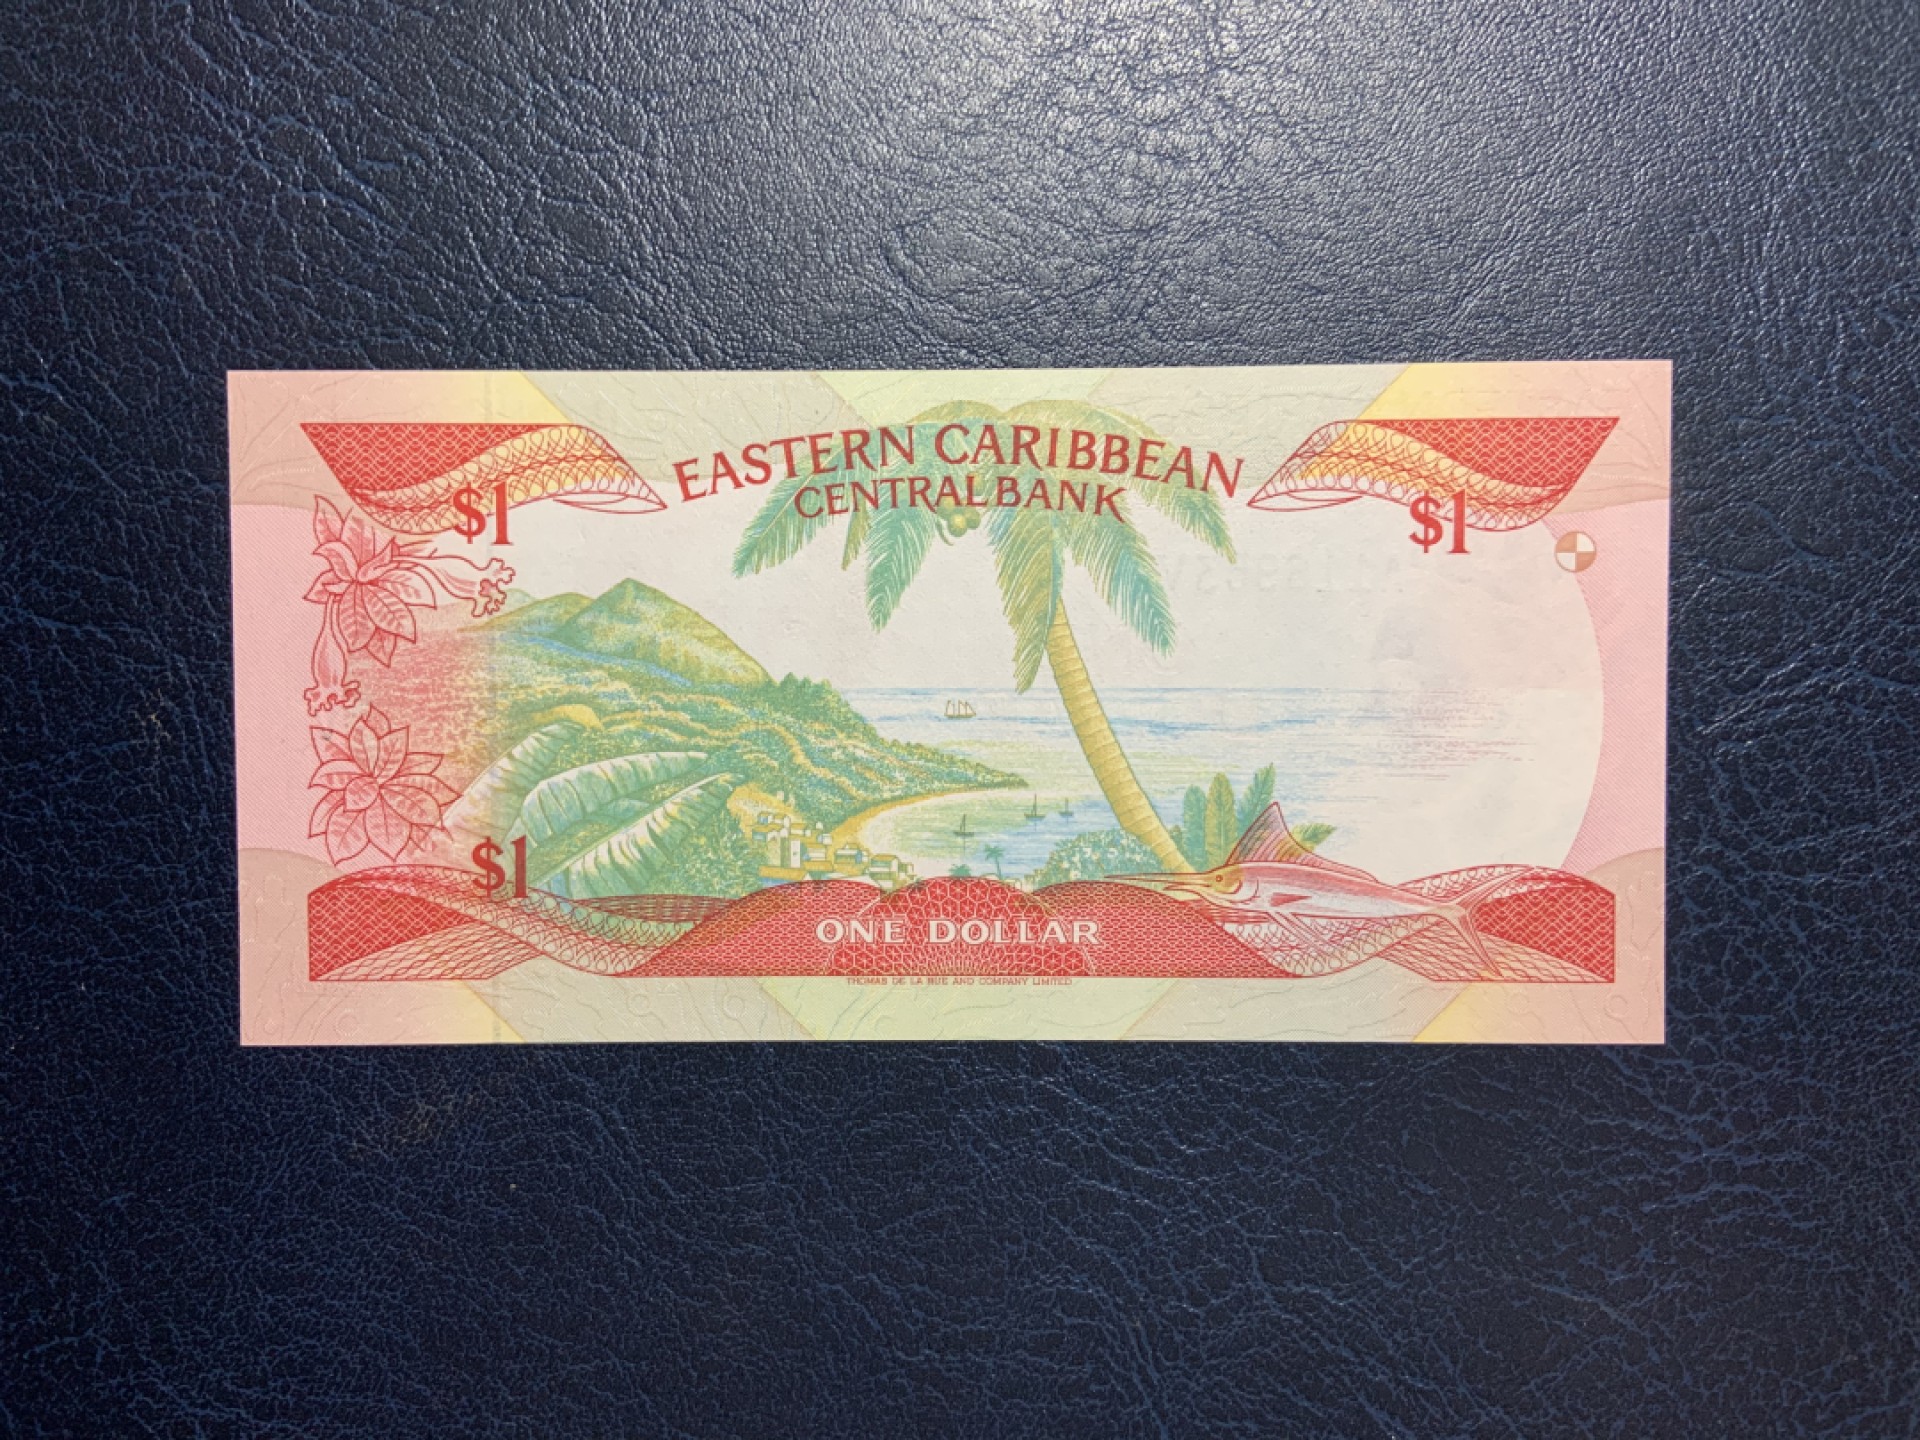 EASTERN CARIBBEAN
CENTRAL BANK
$1
$1
$1
ONE DOLLAR
THOMAS DE LA RUE AND COMPANY LIMITED